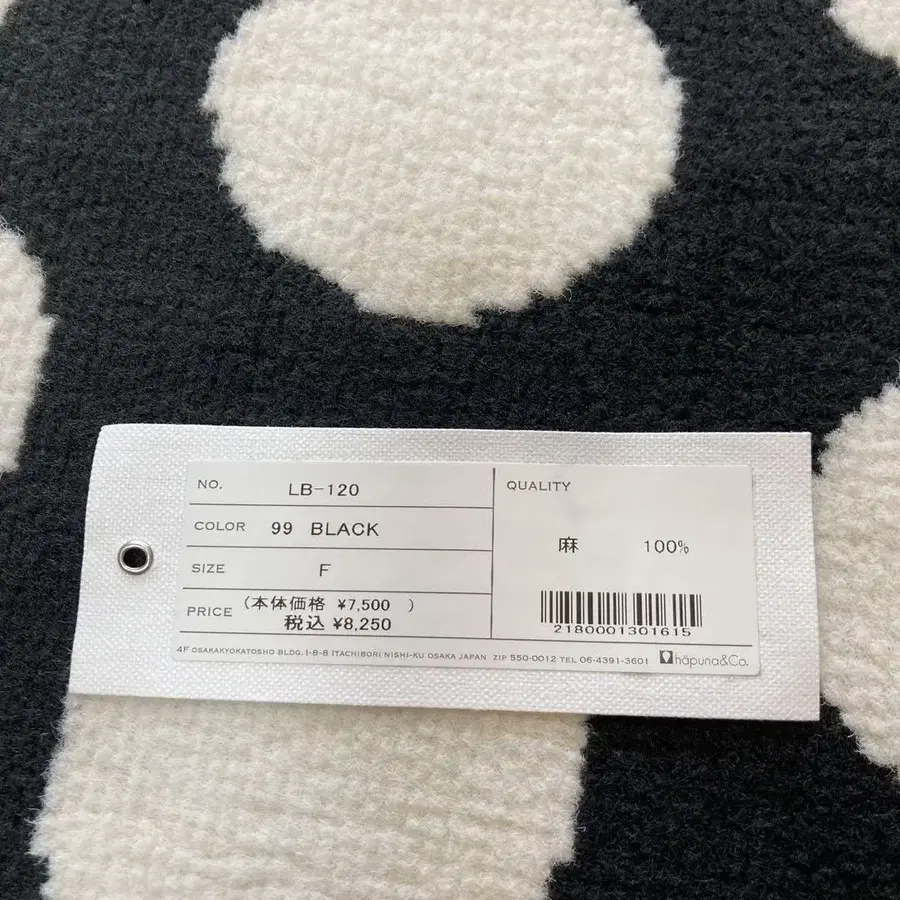 NO. LB-120
COLOR 99 BLACK
SIZE F
PRICE (本体価格 ¥7,500 )
税込 ¥8,250
QUALITY
麻 100%
2180001301615
4F OSAKAKYOKATOSHO BLDG. 1-8-8 ITACHIBORI NISHI-KU OSAKA JAPAN ZIP 550-0012 TEL 06-4391-3601 hāpuna&Co.